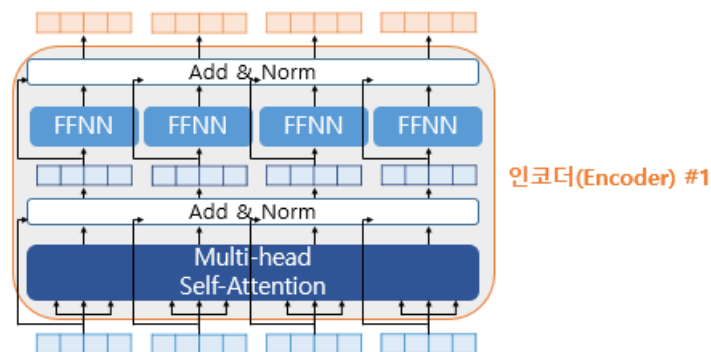 Add & Norm
FFNN FFNN FFNN FFNN
인코더(Encoder) #1
Add & Norm
Multi-head
Self-Attention